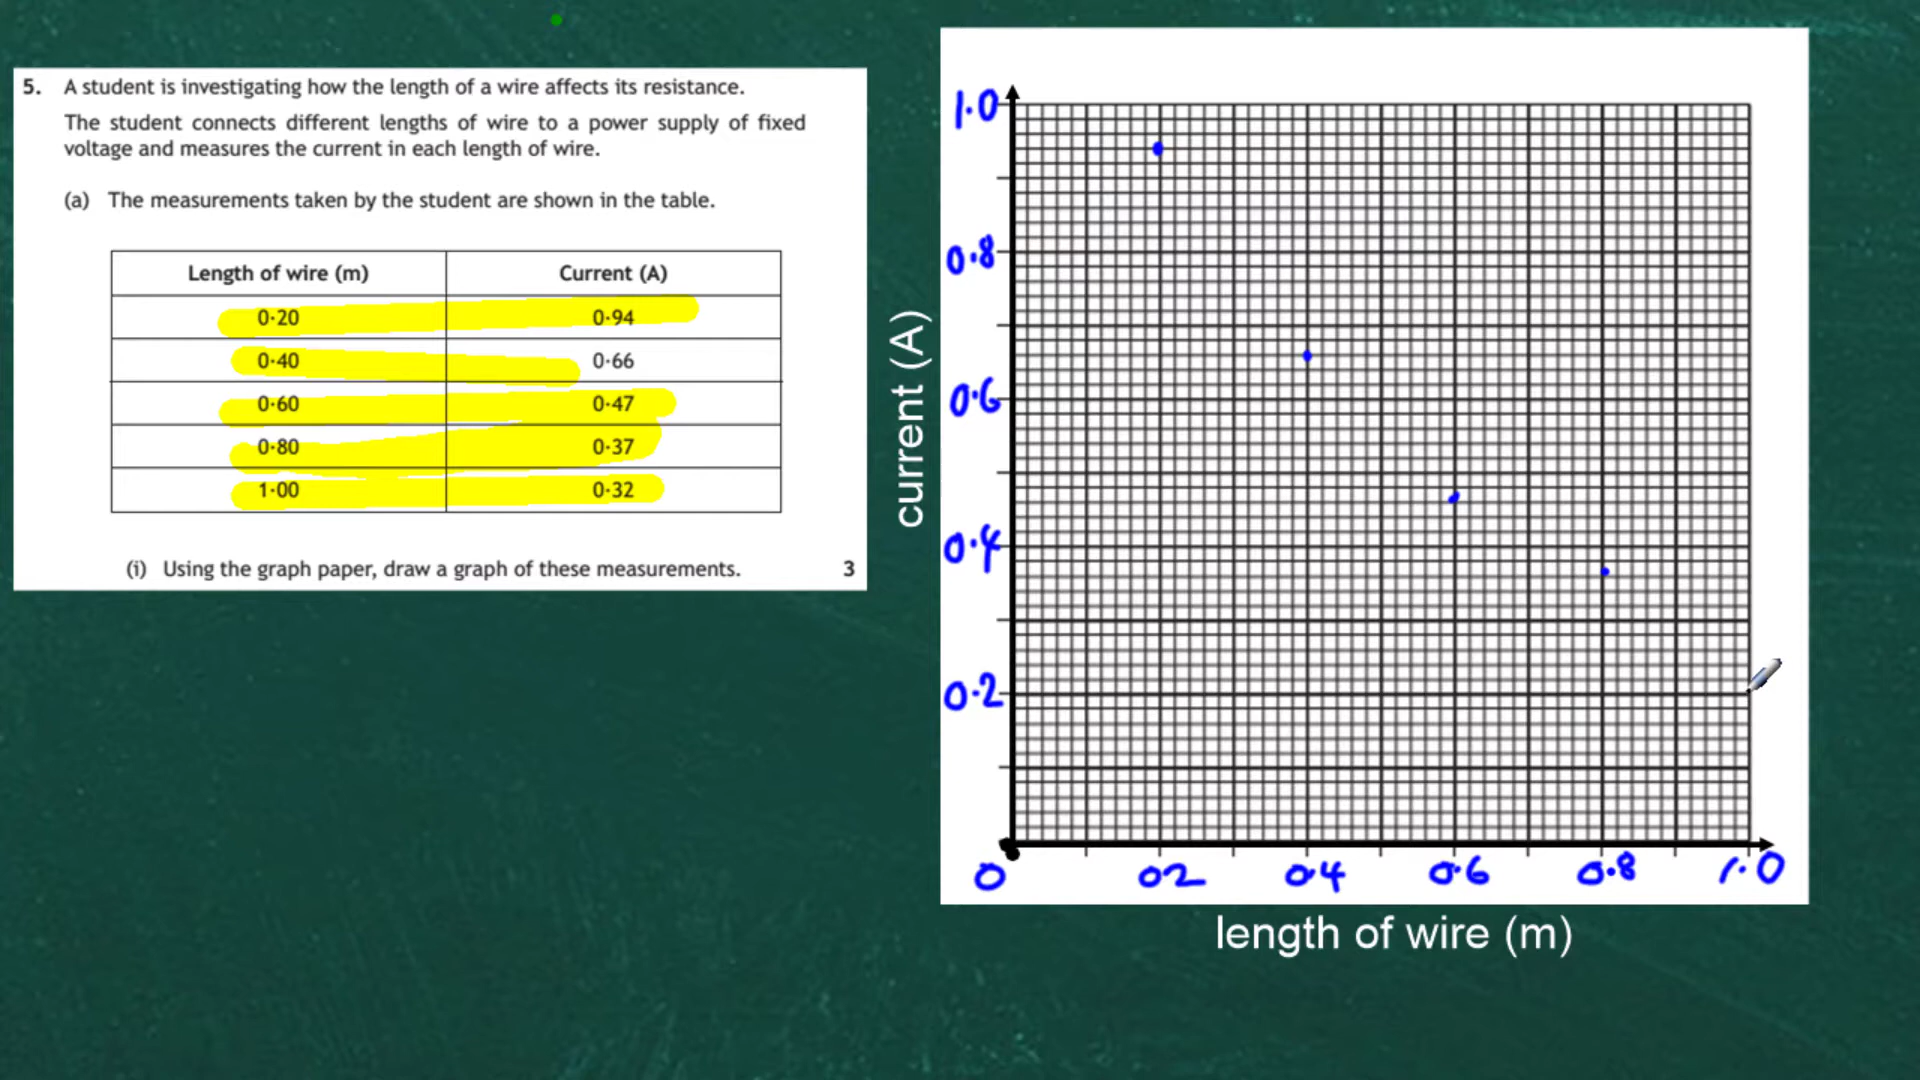 5. A student is investigating how the length of a wire affects its resistance.
The student connects different lengths of wire to a power supply of fixed
voltage and measures the current in each length of wire.
(a) The measurements taken by the student are shown in the table.
Length of wire (m) Current (A)
0·20 0·94
0·40 0·66
0·60 0·47
0·80 0·37
1·00 0·32
(i) Using the graph paper, draw a graph of these measurements. 3
current (A)
1.0
0.8
0.6
0.4
0.2
0 0.2 0.4 0.6 0.8 1.0
length of wire (m)